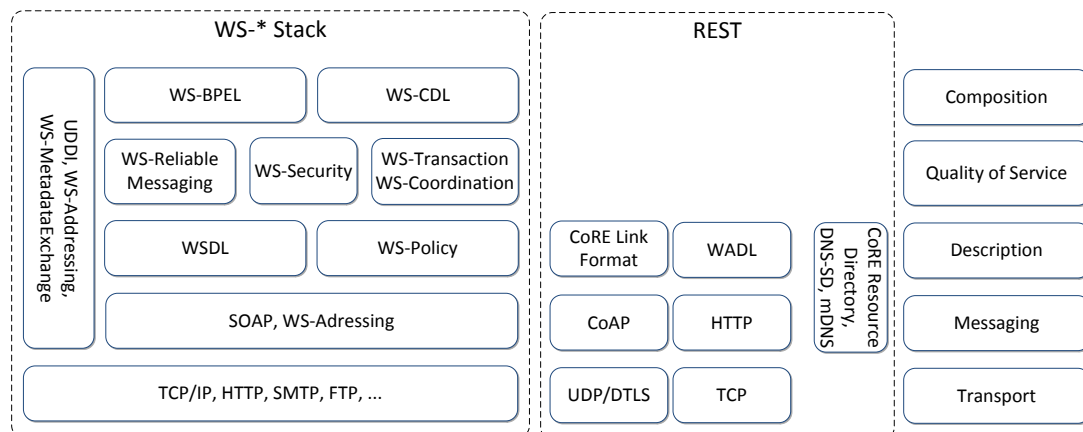 WS-* Stack
UDDI, WS-Addressing,
WS-MetadataExchange
WS-BPEL
WS-CDL
WS-Reliable
Messaging
WS-Security
WS-Transaction
WS-Coordination
WSDL
WS-Policy
SOAP, WS-Adressing
TCP/IP, HTTP, SMTP, FTP, ...
REST
CoRE Link
Format
WADL
CoAP
HTTP
UDP/DTLS
TCP
CoRE Resource
Directory,
DNS-SD, mDNS
Composition
Quality of Service
Description
Messaging
Transport